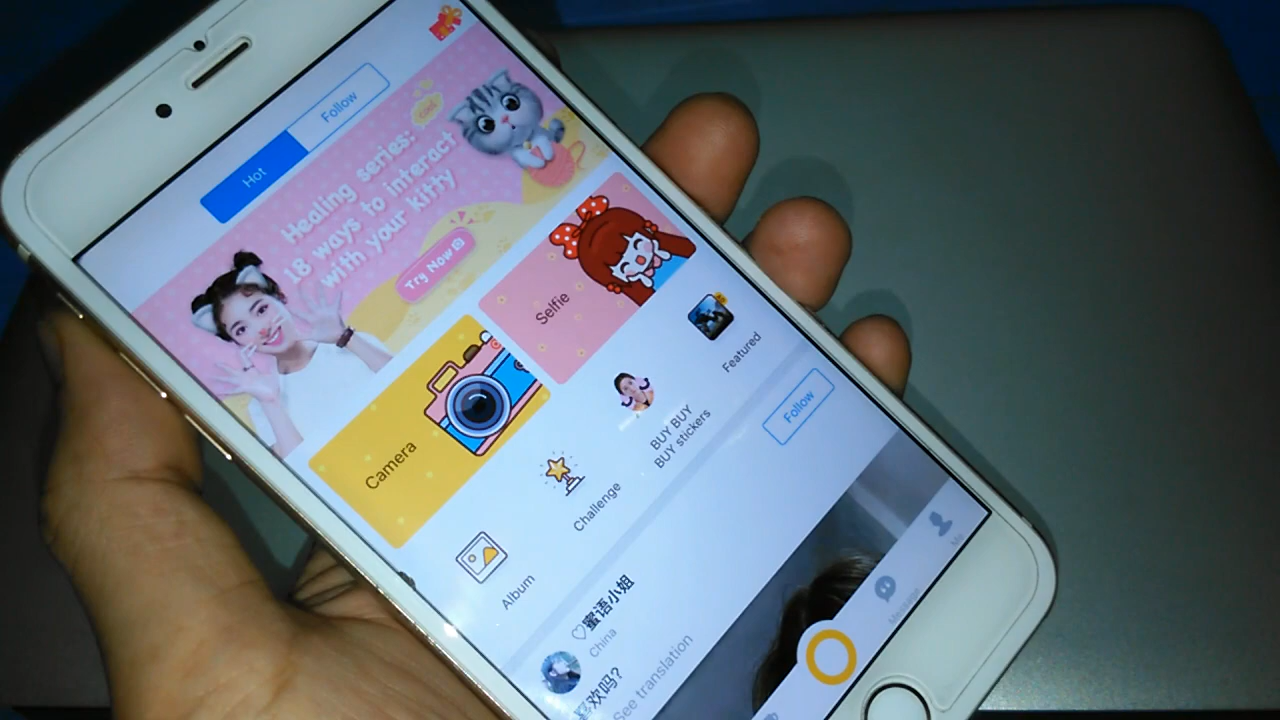 Hot
Follow
Healing series:
18 ways to interact
with your kitty
Try Now
Camera
Selfie
Album
Challenge
BUY BUY
BUY stickers
Featured
♡蜜语小姐
China
Follow
欢吗?
See translation
Me